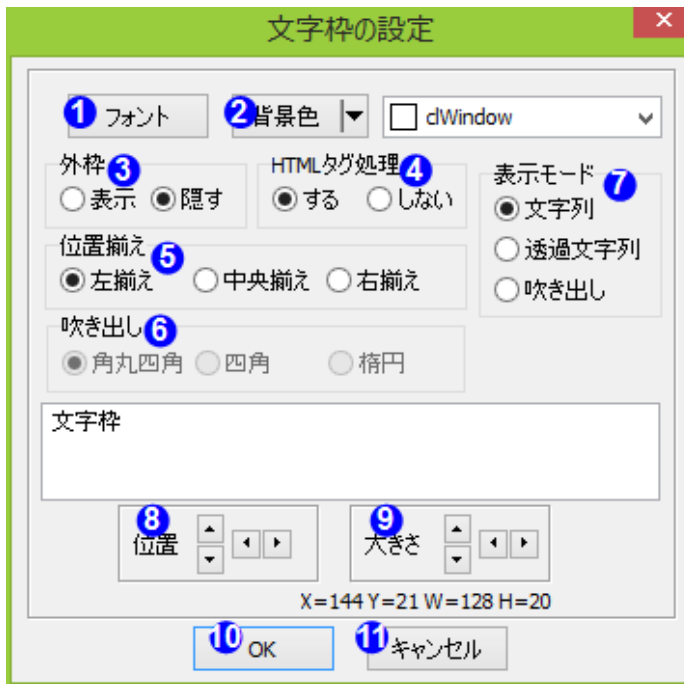 文字枠の設定
×
1 フォント 2 背景色 clWindow
外枠 3 HTMLタグ処理 4 表示モード 7
表示 隠す する しない 文字列
位置揃え 5 透過文字列
左揃え 中央揃え 右揃え 吹き出し
吹き出し 6
角丸四角 四角 楕円
文字枠
8 位置 9 大きさ
X=144 Y=21 W=128 H=20
10 OK 11 キャンセル